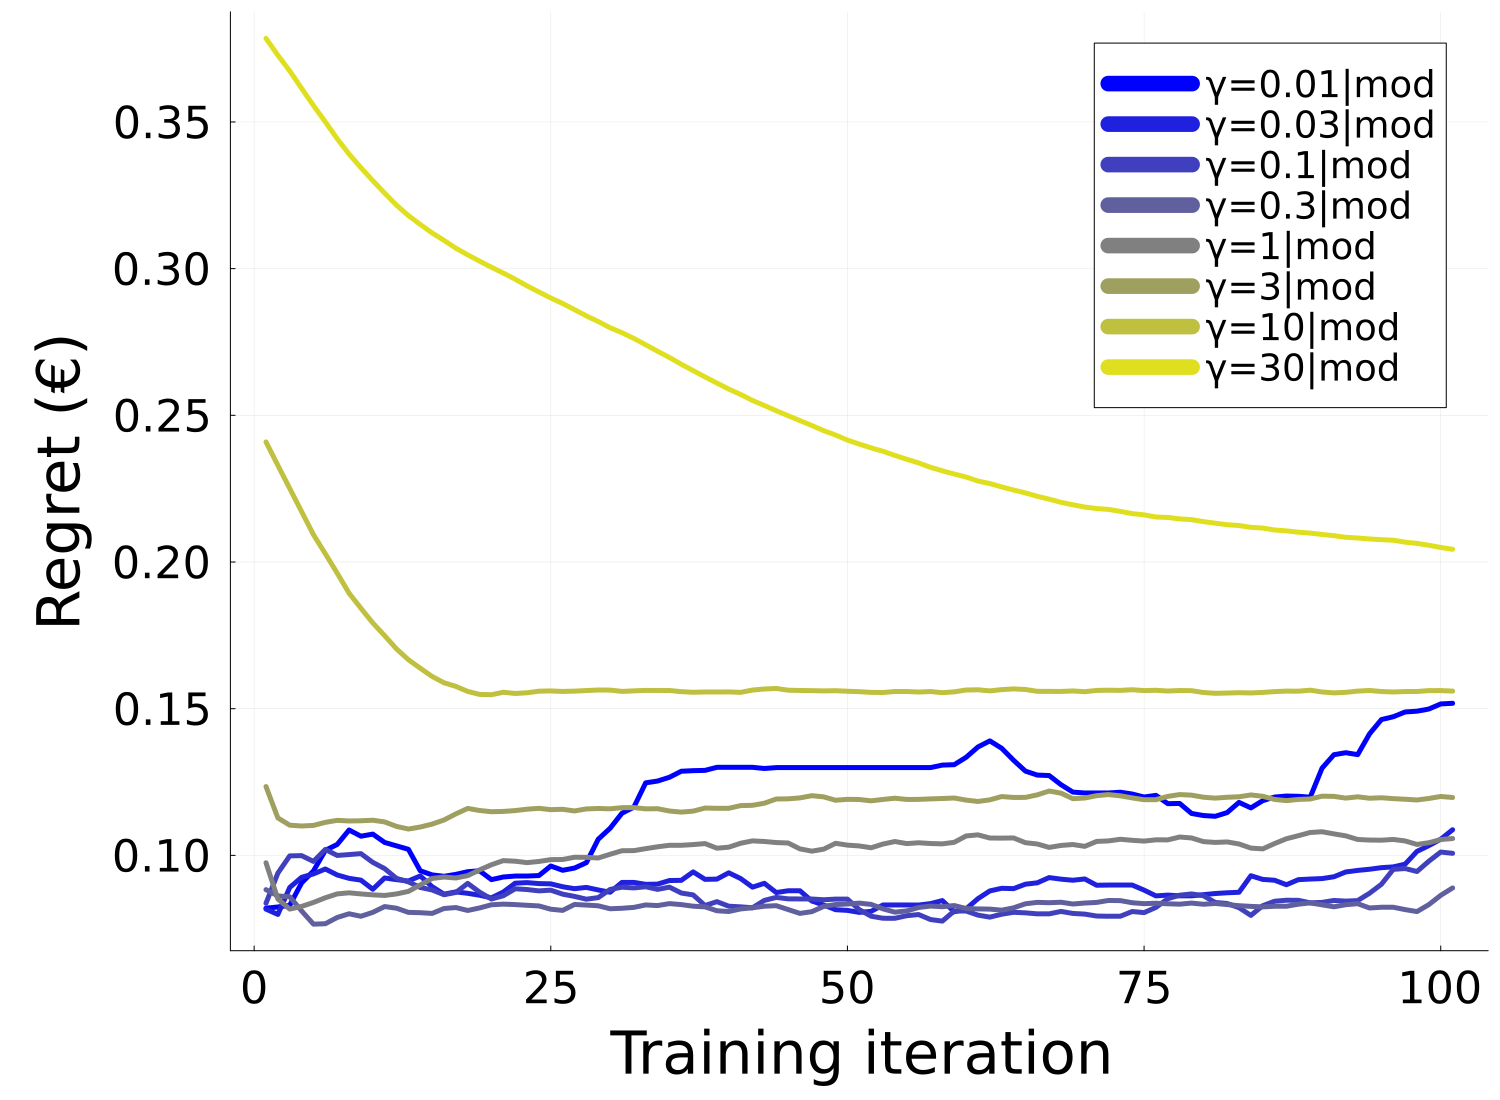 γ=0.01|mod
γ=0.03|mod
γ=0.1|mod
γ=0.3|mod
γ=1|mod
γ=3|mod
γ=10|mod
γ=30|mod
0.35
0.30
0.25
0.20
0.15
0.10
Regret (€)
0 25 50 75 100
Training iteration